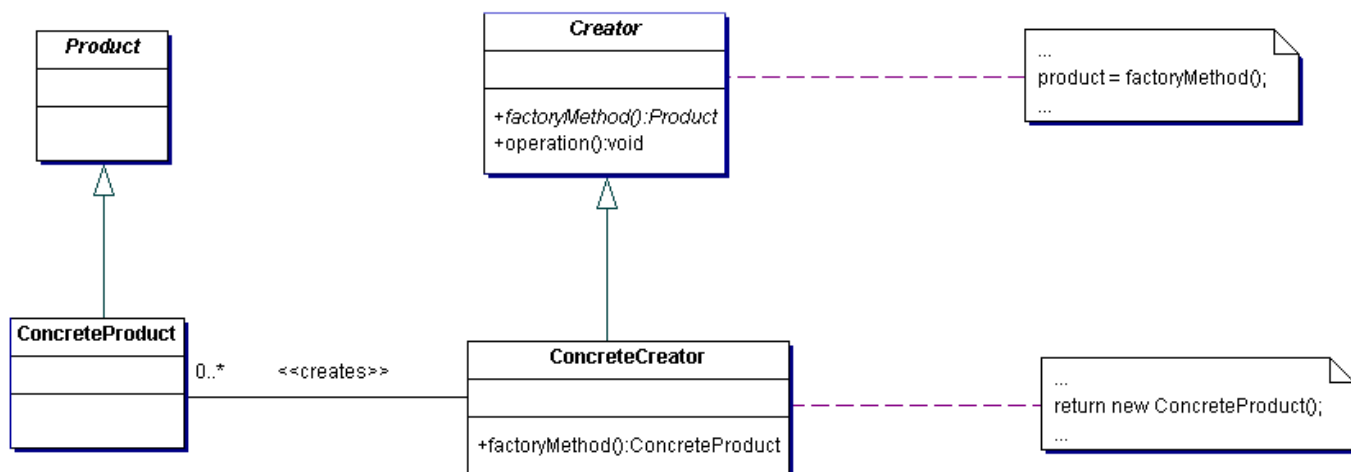 Product
Creator
+factoryMethod():Product
+operation():void
...
product = factoryMethod();
...
ConcreteProduct
0..*
<<creates>>
ConcreteCreator
+factoryMethod():ConcreteProduct
...
return new ConcreteProduct();
...